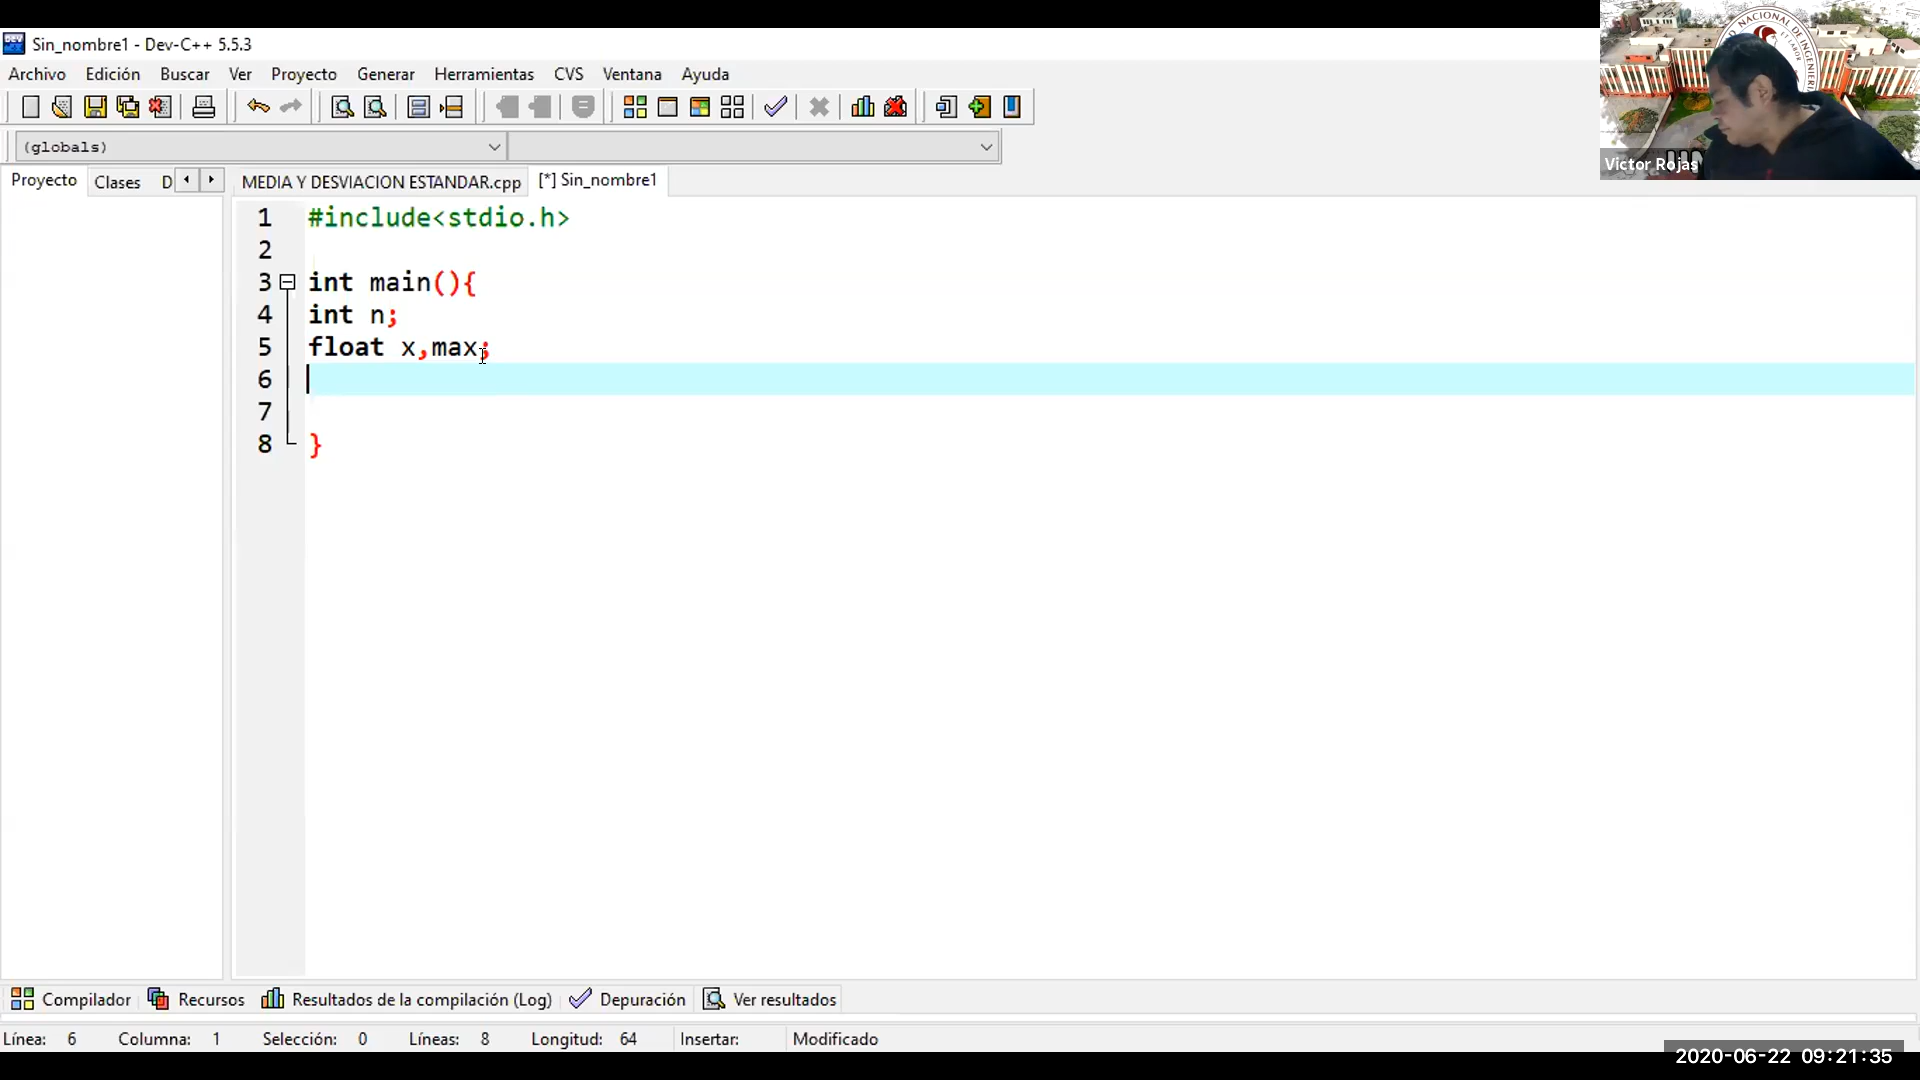 Sin_nombre1 - Dev-C++ 5.5.3
Archivo Edición Buscar Ver Proyecto Generar Herramientas CVS Ventana Ayuda
(globals)
Proyecto Clases D MEDIA Y DESVIACION ESTANDAR.cpp [*] Sin_nombre1
1 #include<stdio.h>
2
3 int main(){
4 int n;
5 float x,max;
6
7
8 }
Compilador Recursos Resultados de la compilación (Log) Depuración Ver resultados
Línea: 6 Columna: 1 Selección: 0 Líneas: 8 Longitud: 64 Insertar: Modificado
NACIONAL DE INGENIER
Victor Rojas
2020-06-22 09:21:35